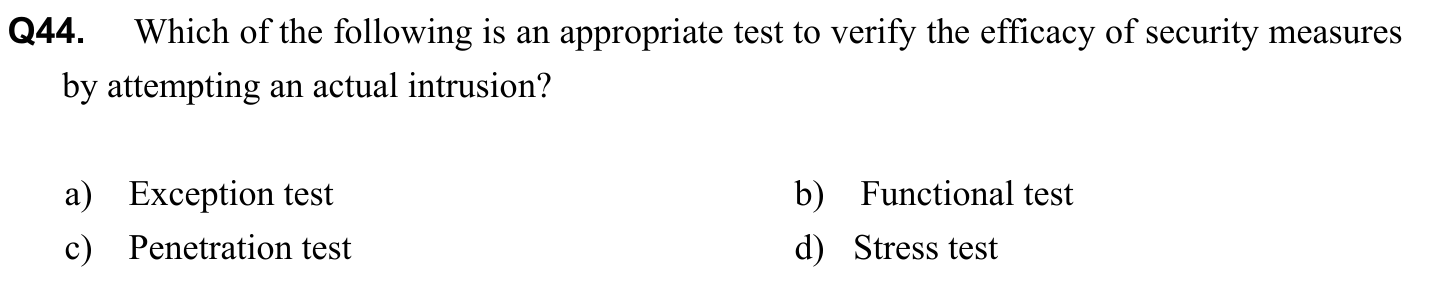 Q44. Which of the following is an appropriate test to verify the efficacy of security measures
by attempting an actual intrusion?
a) Exception test b) Functional test
c) Penetration test d) Stress test